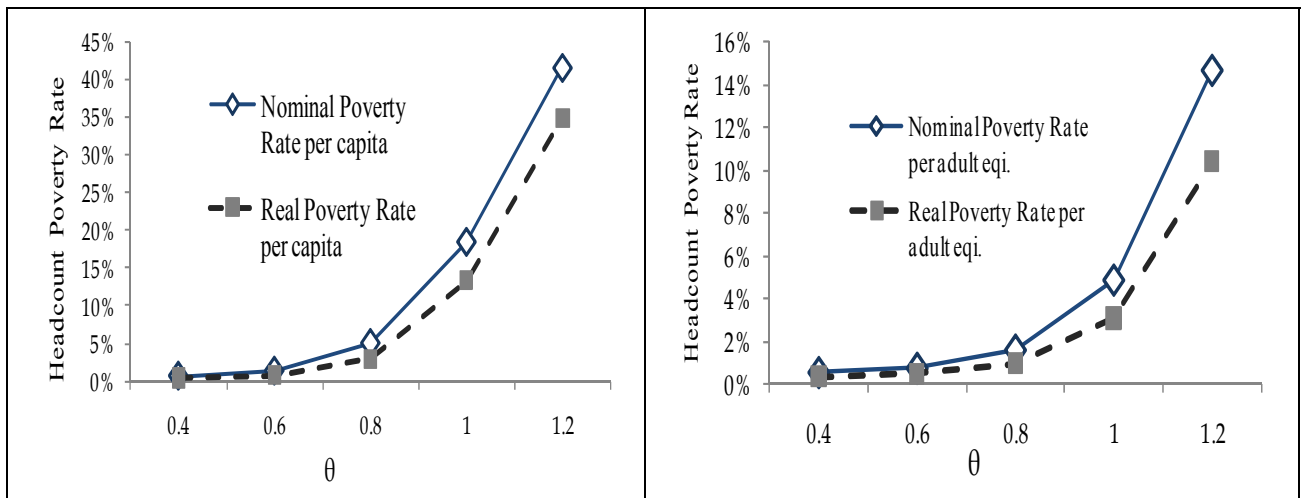 Headcount Poverty Rate
45%
40%
35%
30%
25%
20%
15%
10%
5%
0%
Nominal Poverty
Rate per capita
Real Poverty Rate
per capita
0.4 0.6 0.8 1 1.2
θ
Headcount Poverty Rate
16%
14%
12%
10%
8%
6%
4%
2%
0%
Nominal Poverty Rate
per adult eqi.
Real Poverty Rate per
adult eqi.
0.4 0.6 0.8 1 1.2
θ